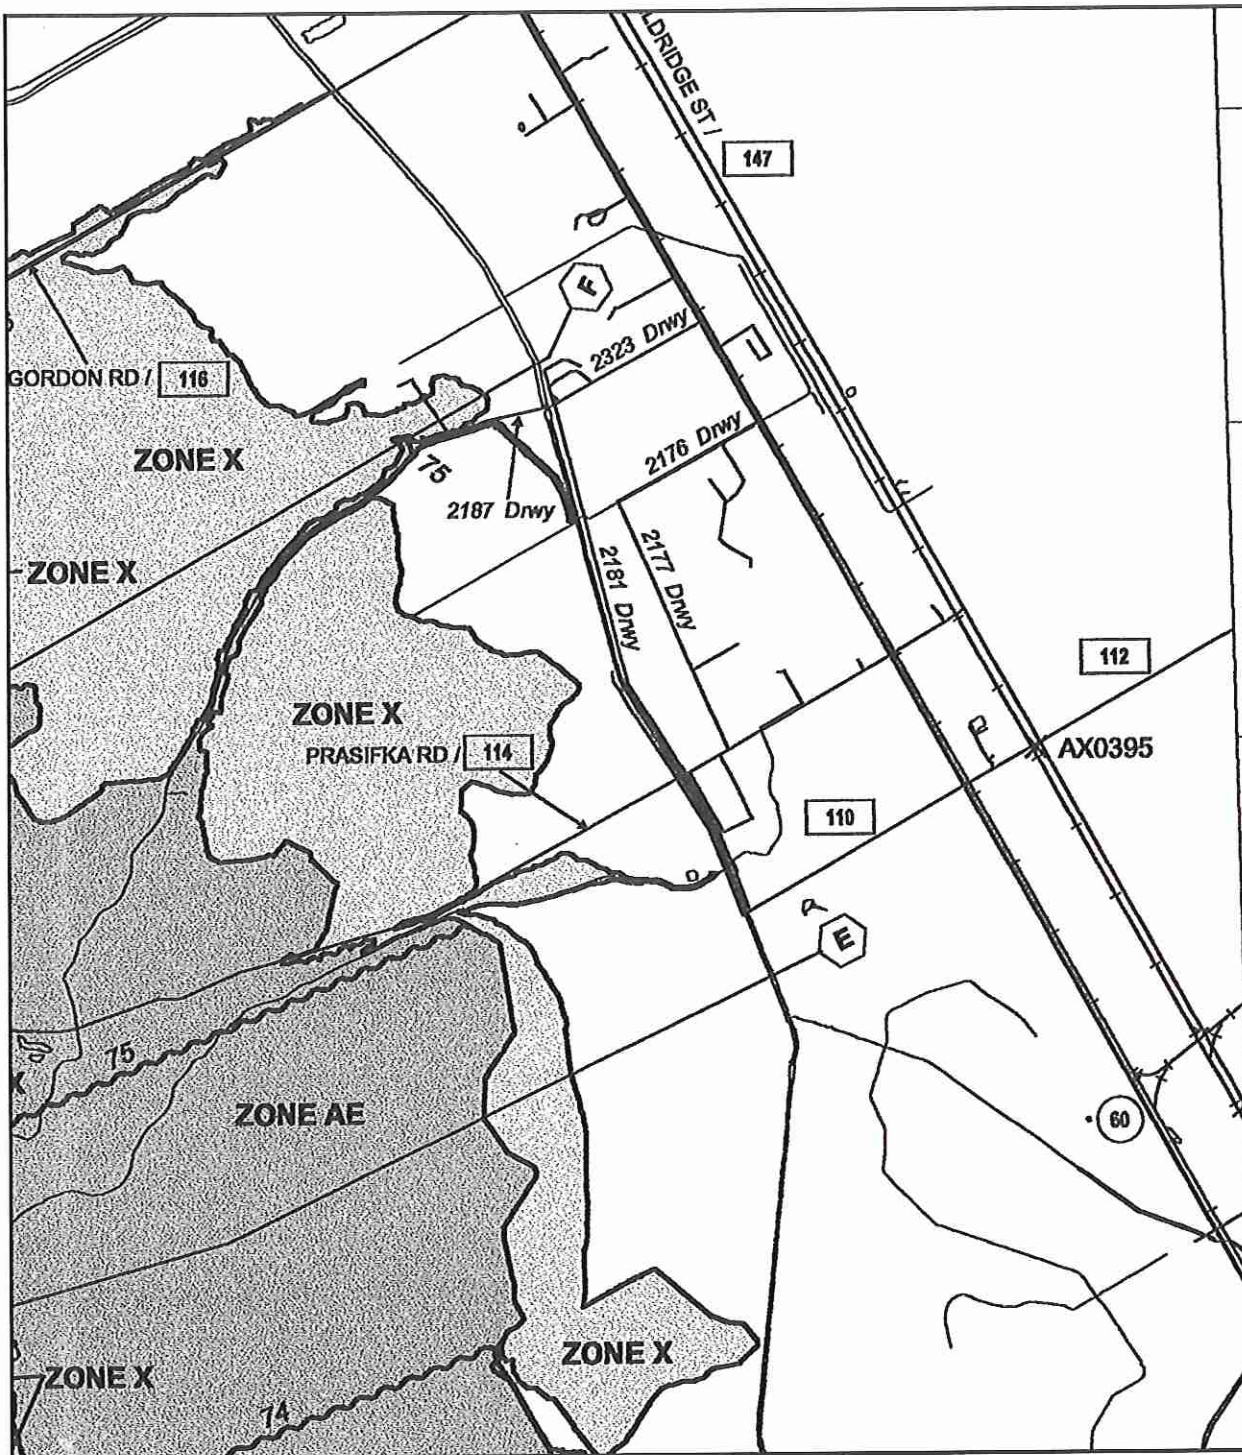 LDRIDGE ST /
147
F
2323 Drwy
GORDON RD / 116
2176 Drwy
ZONE X
75
2187 Drwy
ZONE X
2181 Drwy
2177 Drwy
112
ZONE X
PRASIFKA RD / 114
AX0395
110
E
75
X
ZONE AE
60
ZONE X
ZONE X
74